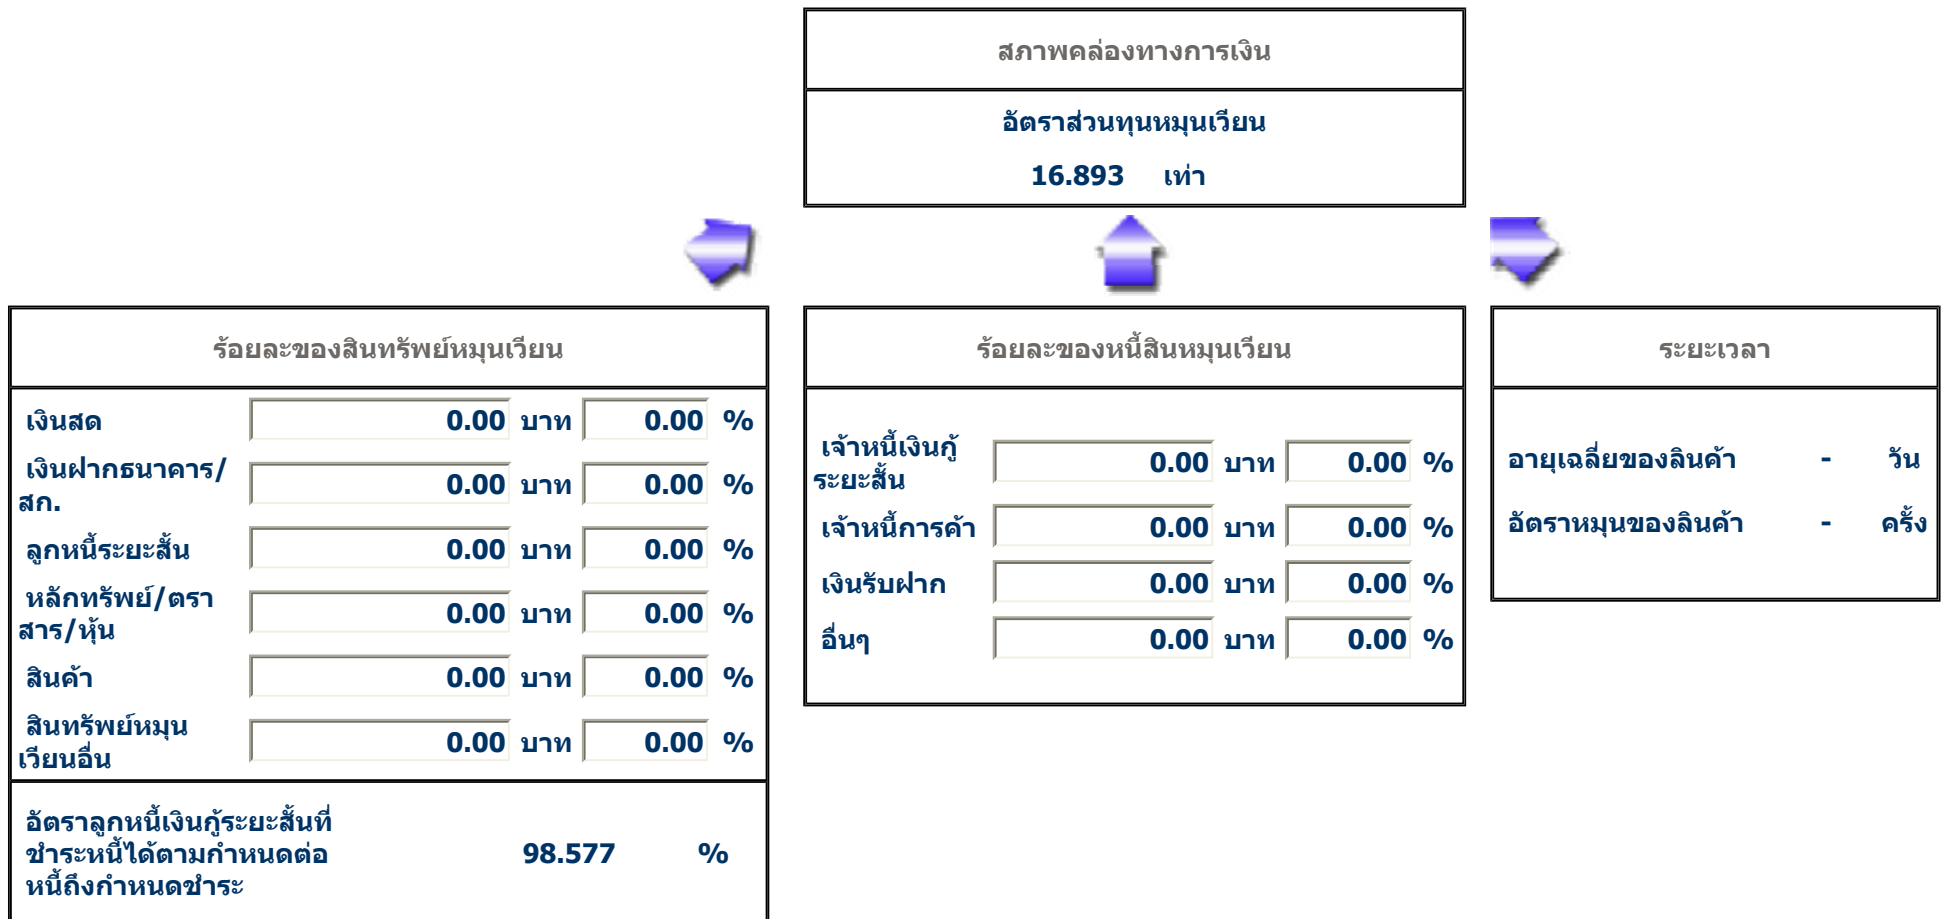 สภาพคล่องทางการเงิน
อัตราส่วนทุนหมุนเวียน
16.893 เท่า
ร้อยละของสินทรัพย์หมุนเวียน
เงินสด 0.00 บาท 0.00 %
เงินฝากธนาคาร/
สก. 0.00 บาท 0.00 %
ลูกหนี้ระยะสั้น 0.00 บาท 0.00 %
หลักทรัพย์/ตรา
สาร/หุ้น 0.00 บาท 0.00 %
สินค้า 0.00 บาท 0.00 %
สินทรัพย์หมุน
เวียนอื่น 0.00 บาท 0.00 %
อัตราลูกหนี้เงินกู้ระยะสั้นที่
ชำระหนี้ได้ตามกำหนดต่อ 98.577 %
หนี้ถึงกำหนดชำระ
ร้อยละของหนี้สินหมุนเวียน
เจ้าหนี้เงินกู้
ระยะสั้น 0.00 บาท 0.00 %
เจ้าหนี้การค้า 0.00 บาท 0.00 %
เงินรับฝาก 0.00 บาท 0.00 %
อื่นๆ 0.00 บาท 0.00 %
ระยะเวลา
อายุเฉลี่ยของลินค้า - วัน
อัตราหมุนของลินค้า - ครั้ง